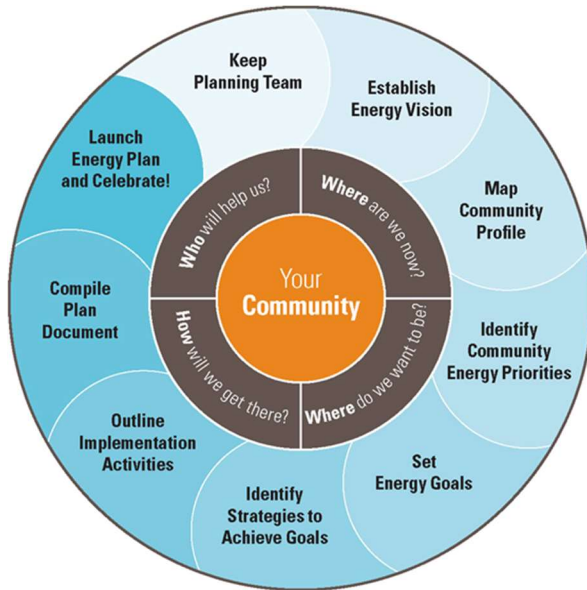 Keep
Planning Team
Establish
Energy Vision
Map
Community
Profile
Identify
Community
Energy Priorities
Set
Energy Goals
Identify
Strategies to
Achieve Goals
Outline
Implementation
Activities
Compile
Plan
Document
Launch
Energy Plan
and Celebrate!
Who will help us?
Where are we now?
Where do we want to be?
How will we get there?
Your
Community